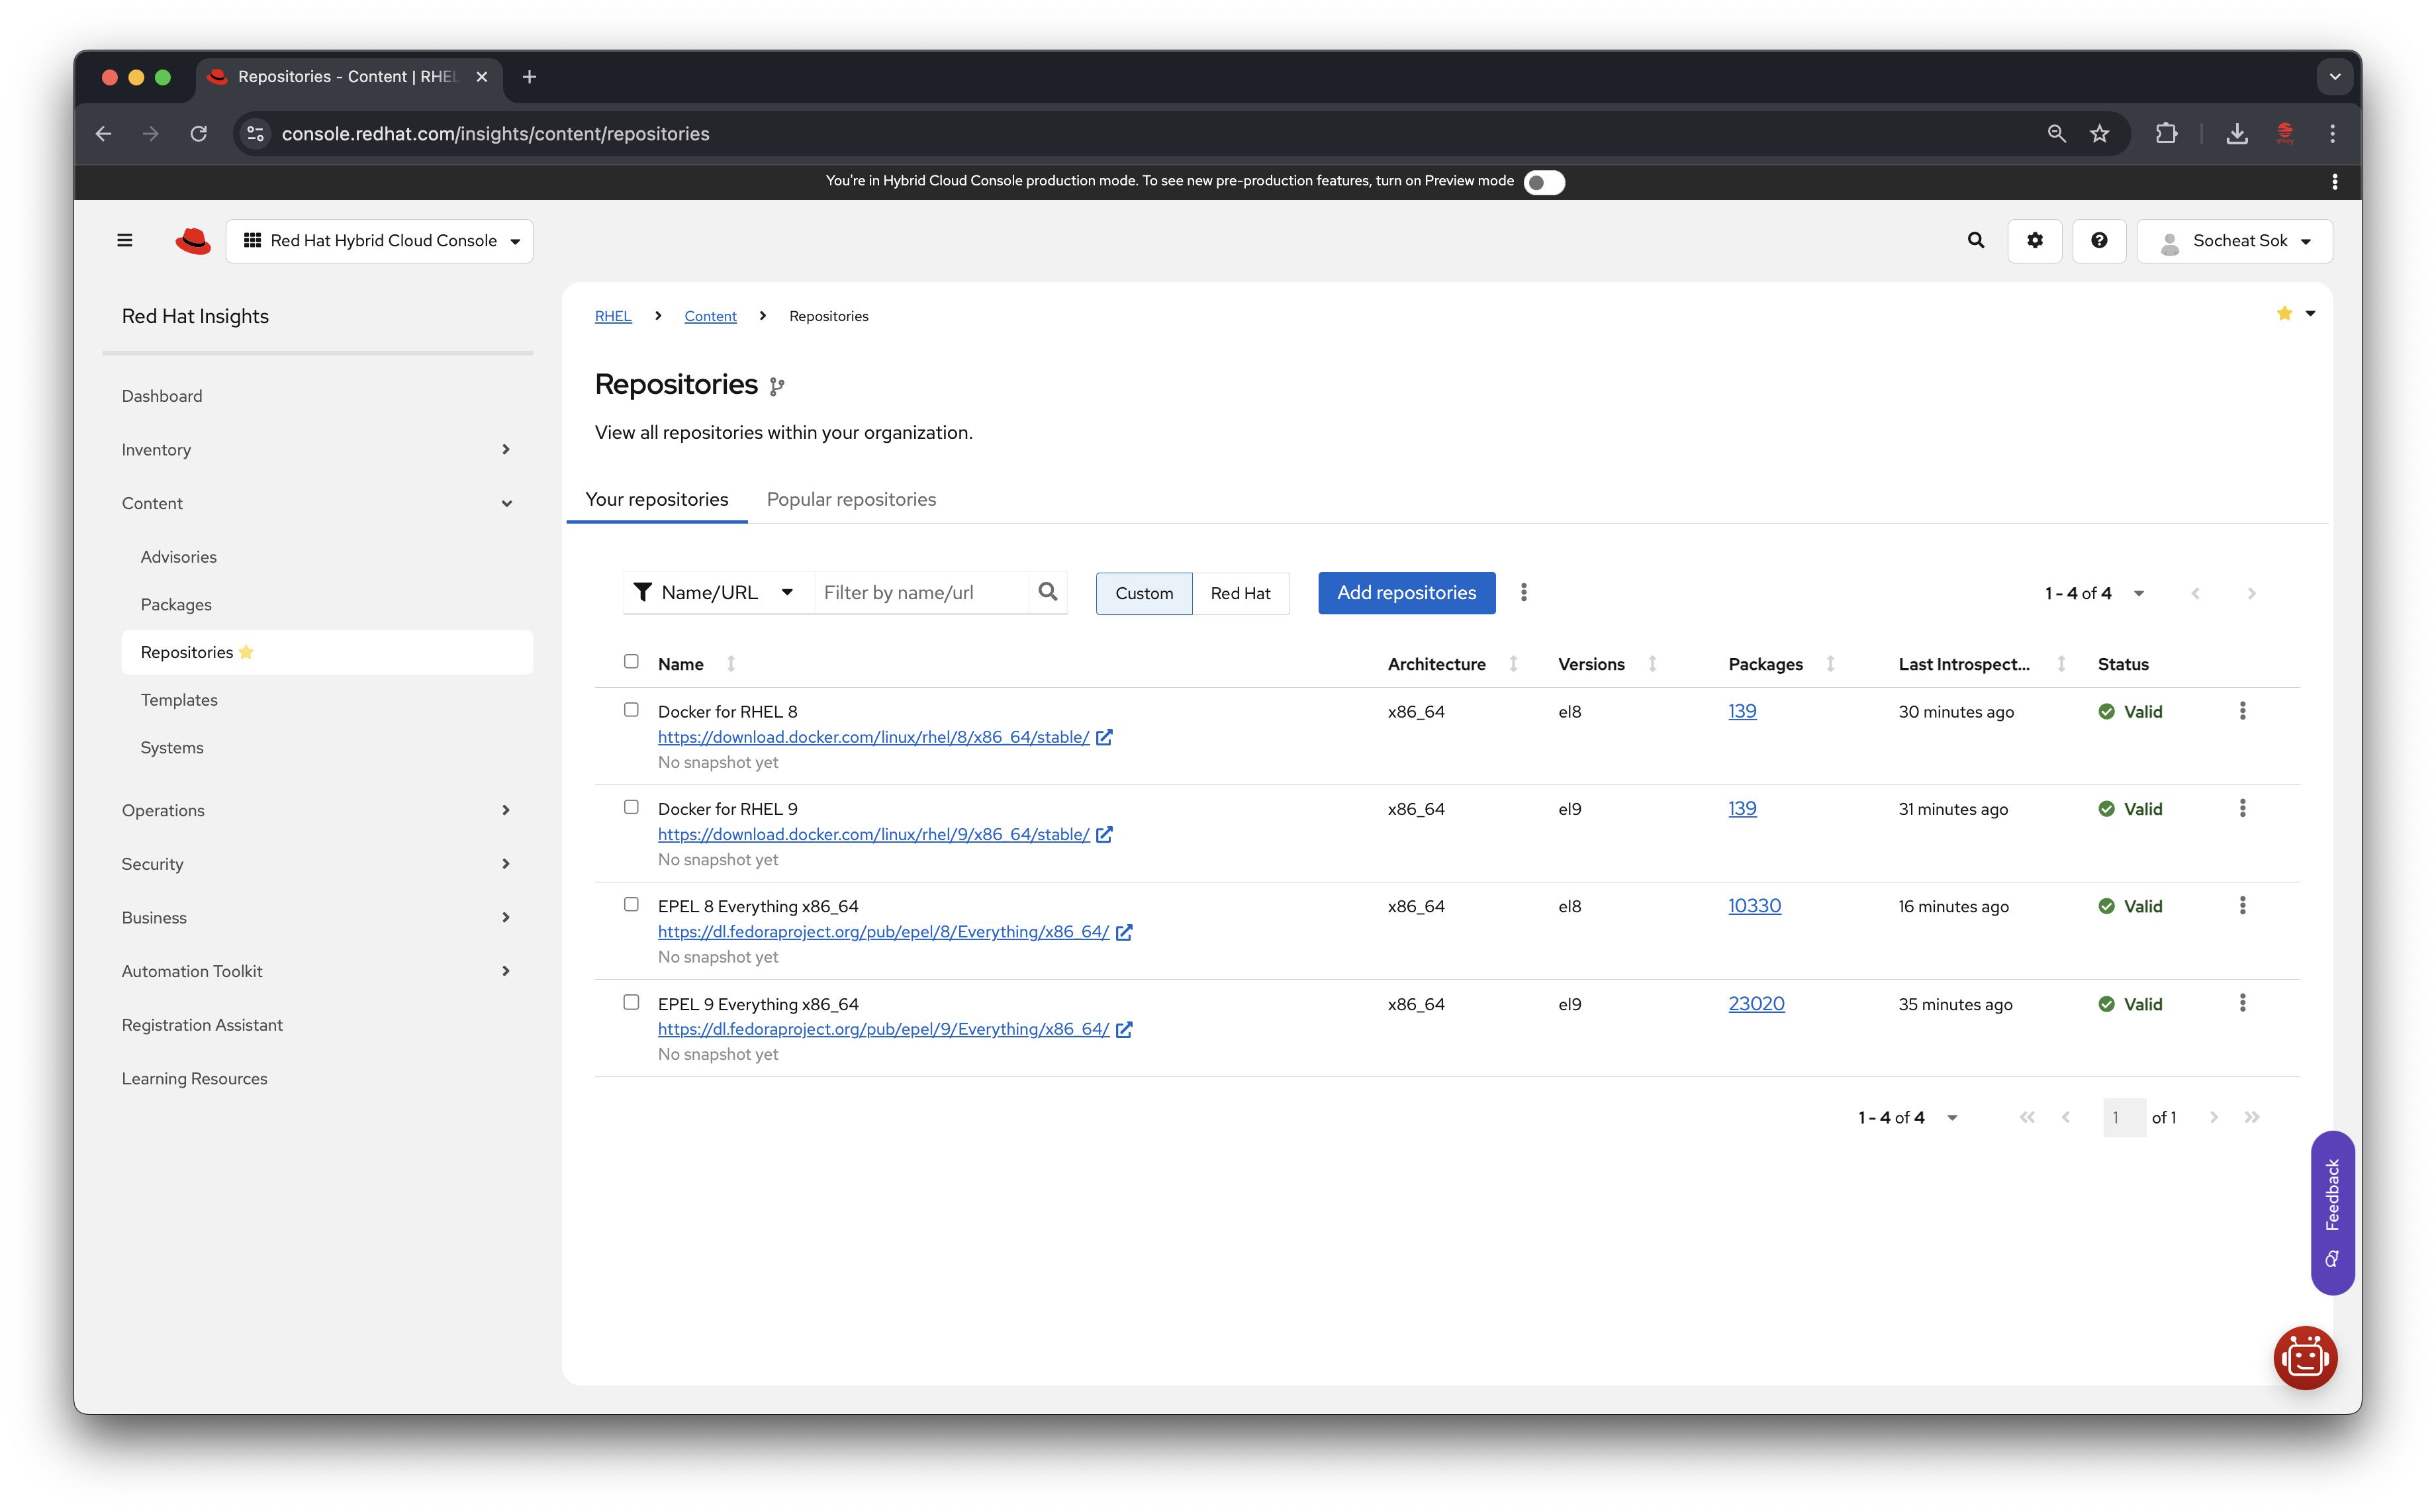 Repositories - Content | RHEL
console.redhat.com/insights/content/repositories
You're in Hybrid Cloud Console production mode. To see new pre-production features, turn on Preview mode
Red Hat Hybrid Cloud Console
Socheat Sok
Red Hat Insights
Dashboard
Inventory
Content
Advisories
Packages
Repositories
Templates
Systems
Operations
Security
Business
Automation Toolkit
Registration Assistant
Learning Resources
RHEL > Content > Repositories
Repositories
View all repositories within your organization.
Your repositories Popular repositories
Name/URL Filter by name/url Custom Red Hat Add repositories 1 - 4 of 4
Name Architecture Versions Packages Last Introspect... Status
Docker for RHEL 8 x86_64 el8 139 30 minutes ago Valid
https://download.docker.com/linux/rhel/8/x86_64/stable/
No snapshot yet
Docker for RHEL 9 x86_64 el9 139 31 minutes ago Valid
https://download.docker.com/linux/rhel/9/x86_64/stable/
No snapshot yet
EPEL 8 Everything x86_64 x86_64 el8 10330 16 minutes ago Valid
https://dl.fedoraproject.org/pub/epel/8/Everything/x86_64/
No snapshot yet
EPEL 9 Everything x86_64 x86_64 el9 23020 35 minutes ago Valid
https://dl.fedoraproject.org/pub/epel/9/Everything/x86_64/
No snapshot yet
1 - 4 of 4 1 of 1
Feedback